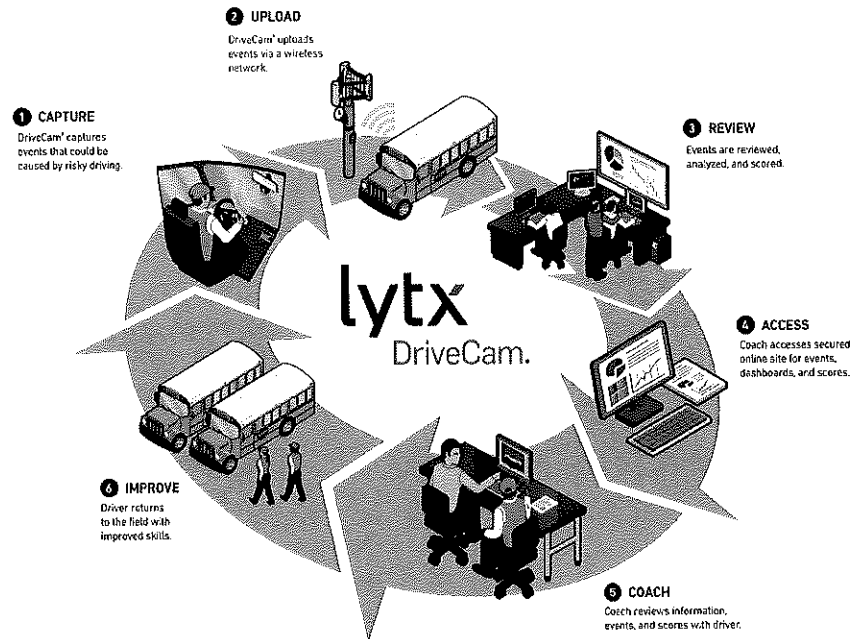 2 UPLOAD
DriveCam® uploads
events via a wireless
network.
1 CAPTURE
DriveCam® captures
events that could be
caused by risky driving.
3 REVIEW
Events are reviewed,
analyzed, and scored.
lytx
DriveCam.
4 ACCESS
Coach accesses secured
online site for events,
dashboards, and scores.
6 IMPROVE
Driver returns
to the field with
improved skills.
5 COACH
Coach reviews information,
events, and scores with driver.